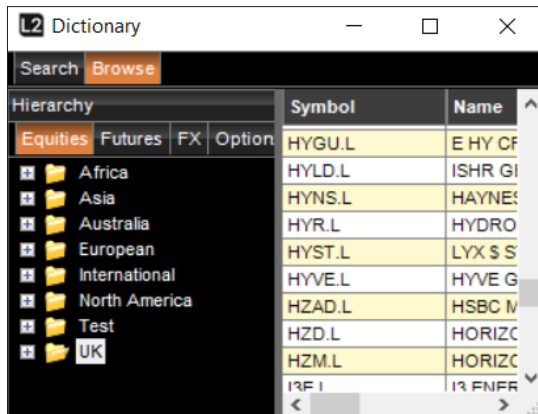 L2 Dictionary
Search Browse
Hierarchy
Equities Futures FX Option
Africa
Asia
Australia
European
International
North America
Test
UK
Symbol Name
HYGU.L E HY
HYLD.L ISHR
HYNS.L HAYNES
HYR.L HYDRO
HYST.L LYX $
HYVE.L HYVE G
HZAD.L HSBC M
HZD.L HORIZO
HZM.L HORIZO
I3E.L I3 ENER